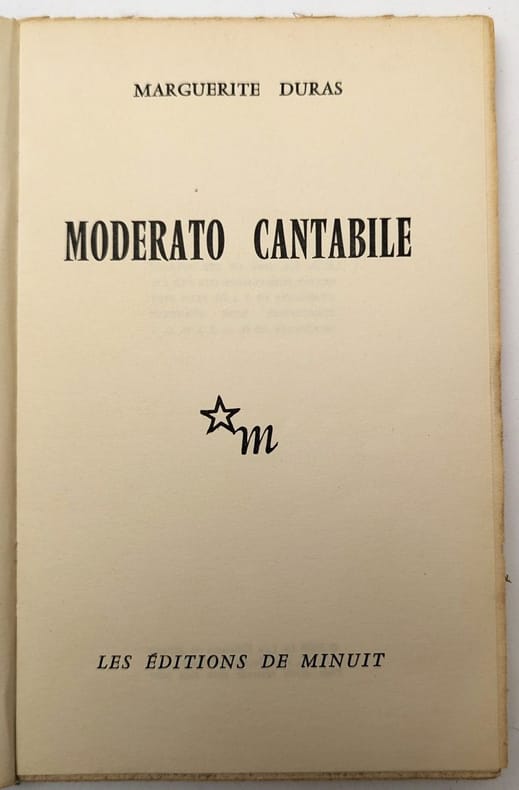 MARGUERITE DURAS
MODERATO CANTABILE
m
LES ÉDITIONS DE MINUIT